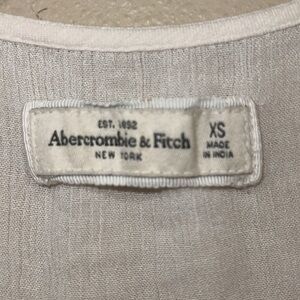 EST. 1892
Abercrombie & Fitch
NEW YORK
XS
MADE
IN INDIA